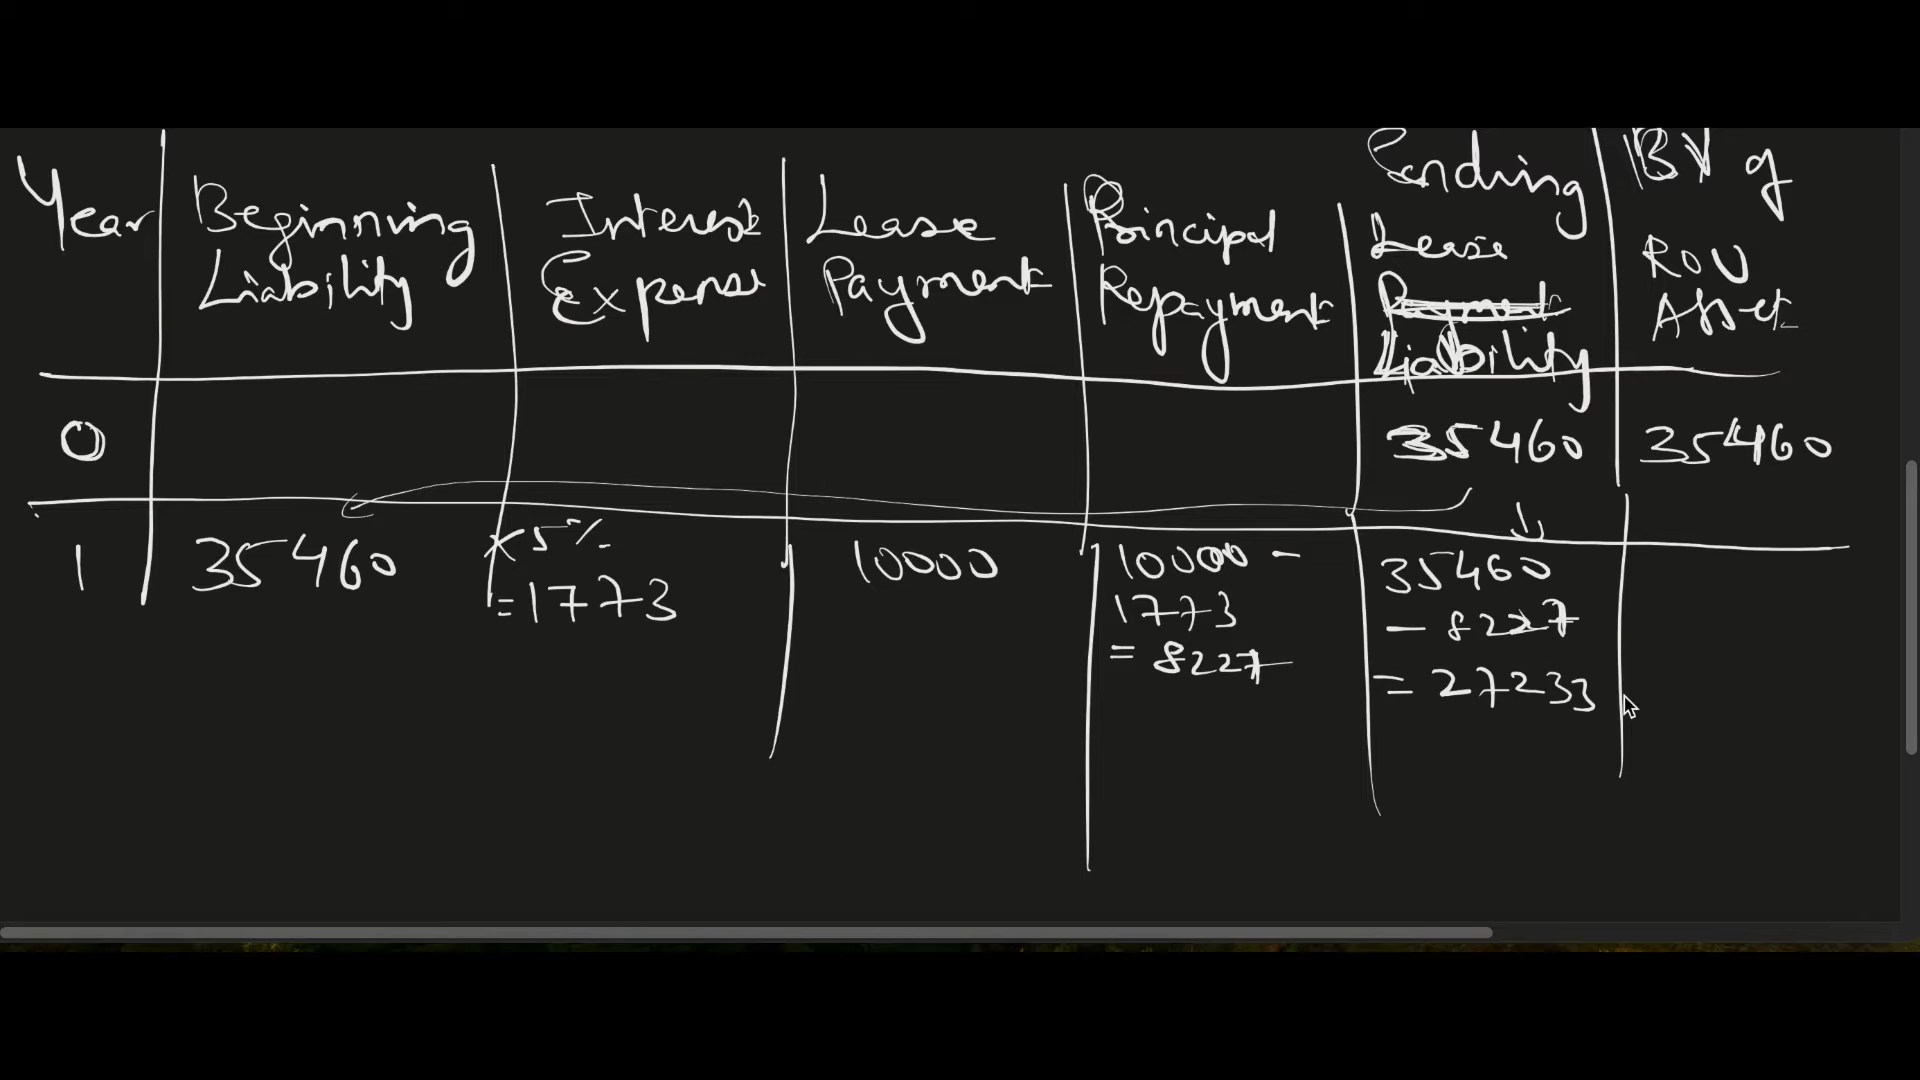 Year
Beginning
Liability
Interest
Expense
Lease
Payment
Principal
Repayment
Ending
Lease
Payment
Liability
BV of
ROU
Asset
0
35460
35460
1
35460
×5%
=1773
10000
10000 -
1773
= 8227
35460
- 8227
= 27233